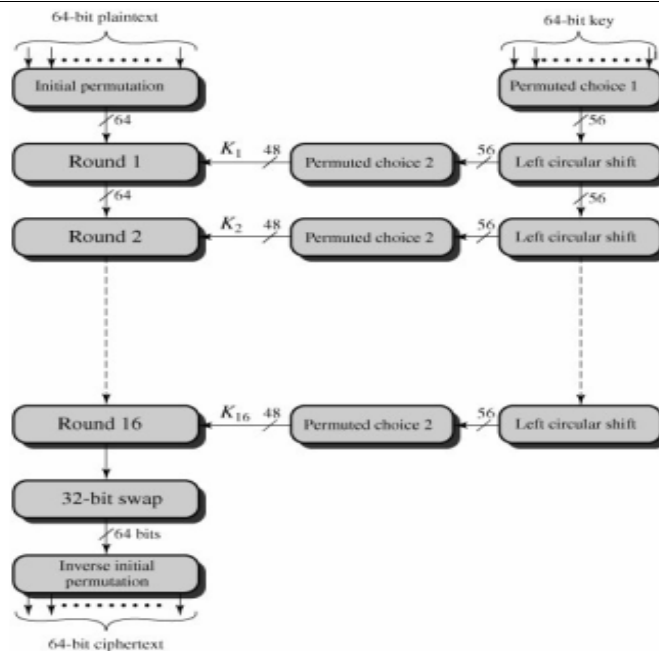 64-bit plaintext
64-bit key
Initial permutation
Permuted choice 1
64
56
Round 1
K1
48
Permuted choice 2
56
Left circular shift
64
56
Round 2
K2
48
Permuted choice 2
56
Left circular shift
Round 16
K16
48
Permuted choice 2
56
Left circular shift
32-bit swap
64 bits
Inverse initial
permutation
64-bit ciphertext